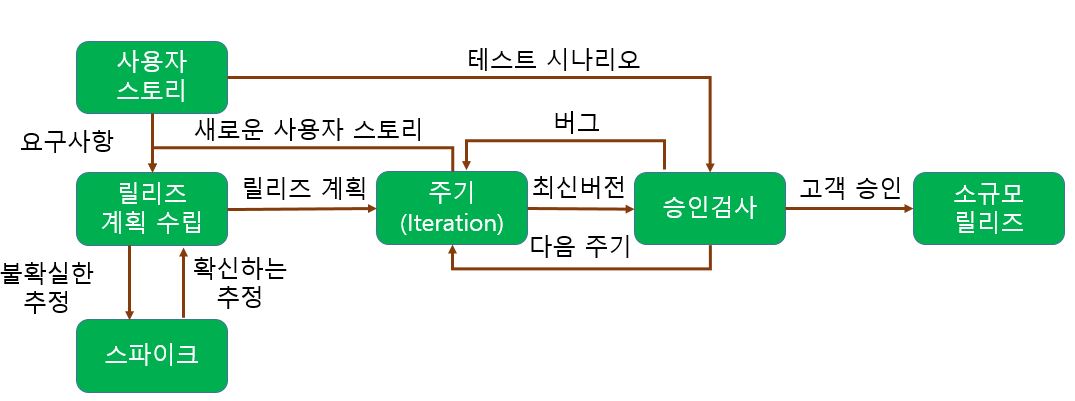 사용자
스토리
테스트 시나리오
요구사항
새로운 사용자 스토리
버그
릴리즈
계획 수립
릴리즈 계획
주기
(Iteration)
최신버전
승인검사
고객 승인
소규모
릴리즈
다음 주기
불확실한
추정
확신하는
추정
스파이크